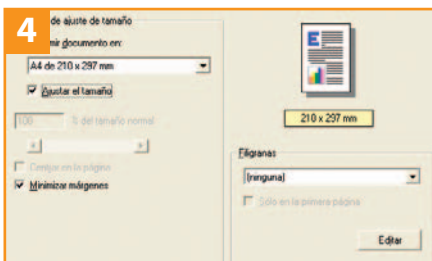 4
de ajuste de tamaño
mir documento en:
A4 de 210 x 297 mm
Ajustar el tamaño
100 % del tamaño normal
Centrar en la página
Minimizar márgenes
E
210 x 297 mm
Filigranas
(ninguna)
Sólo en la primera página
Editar